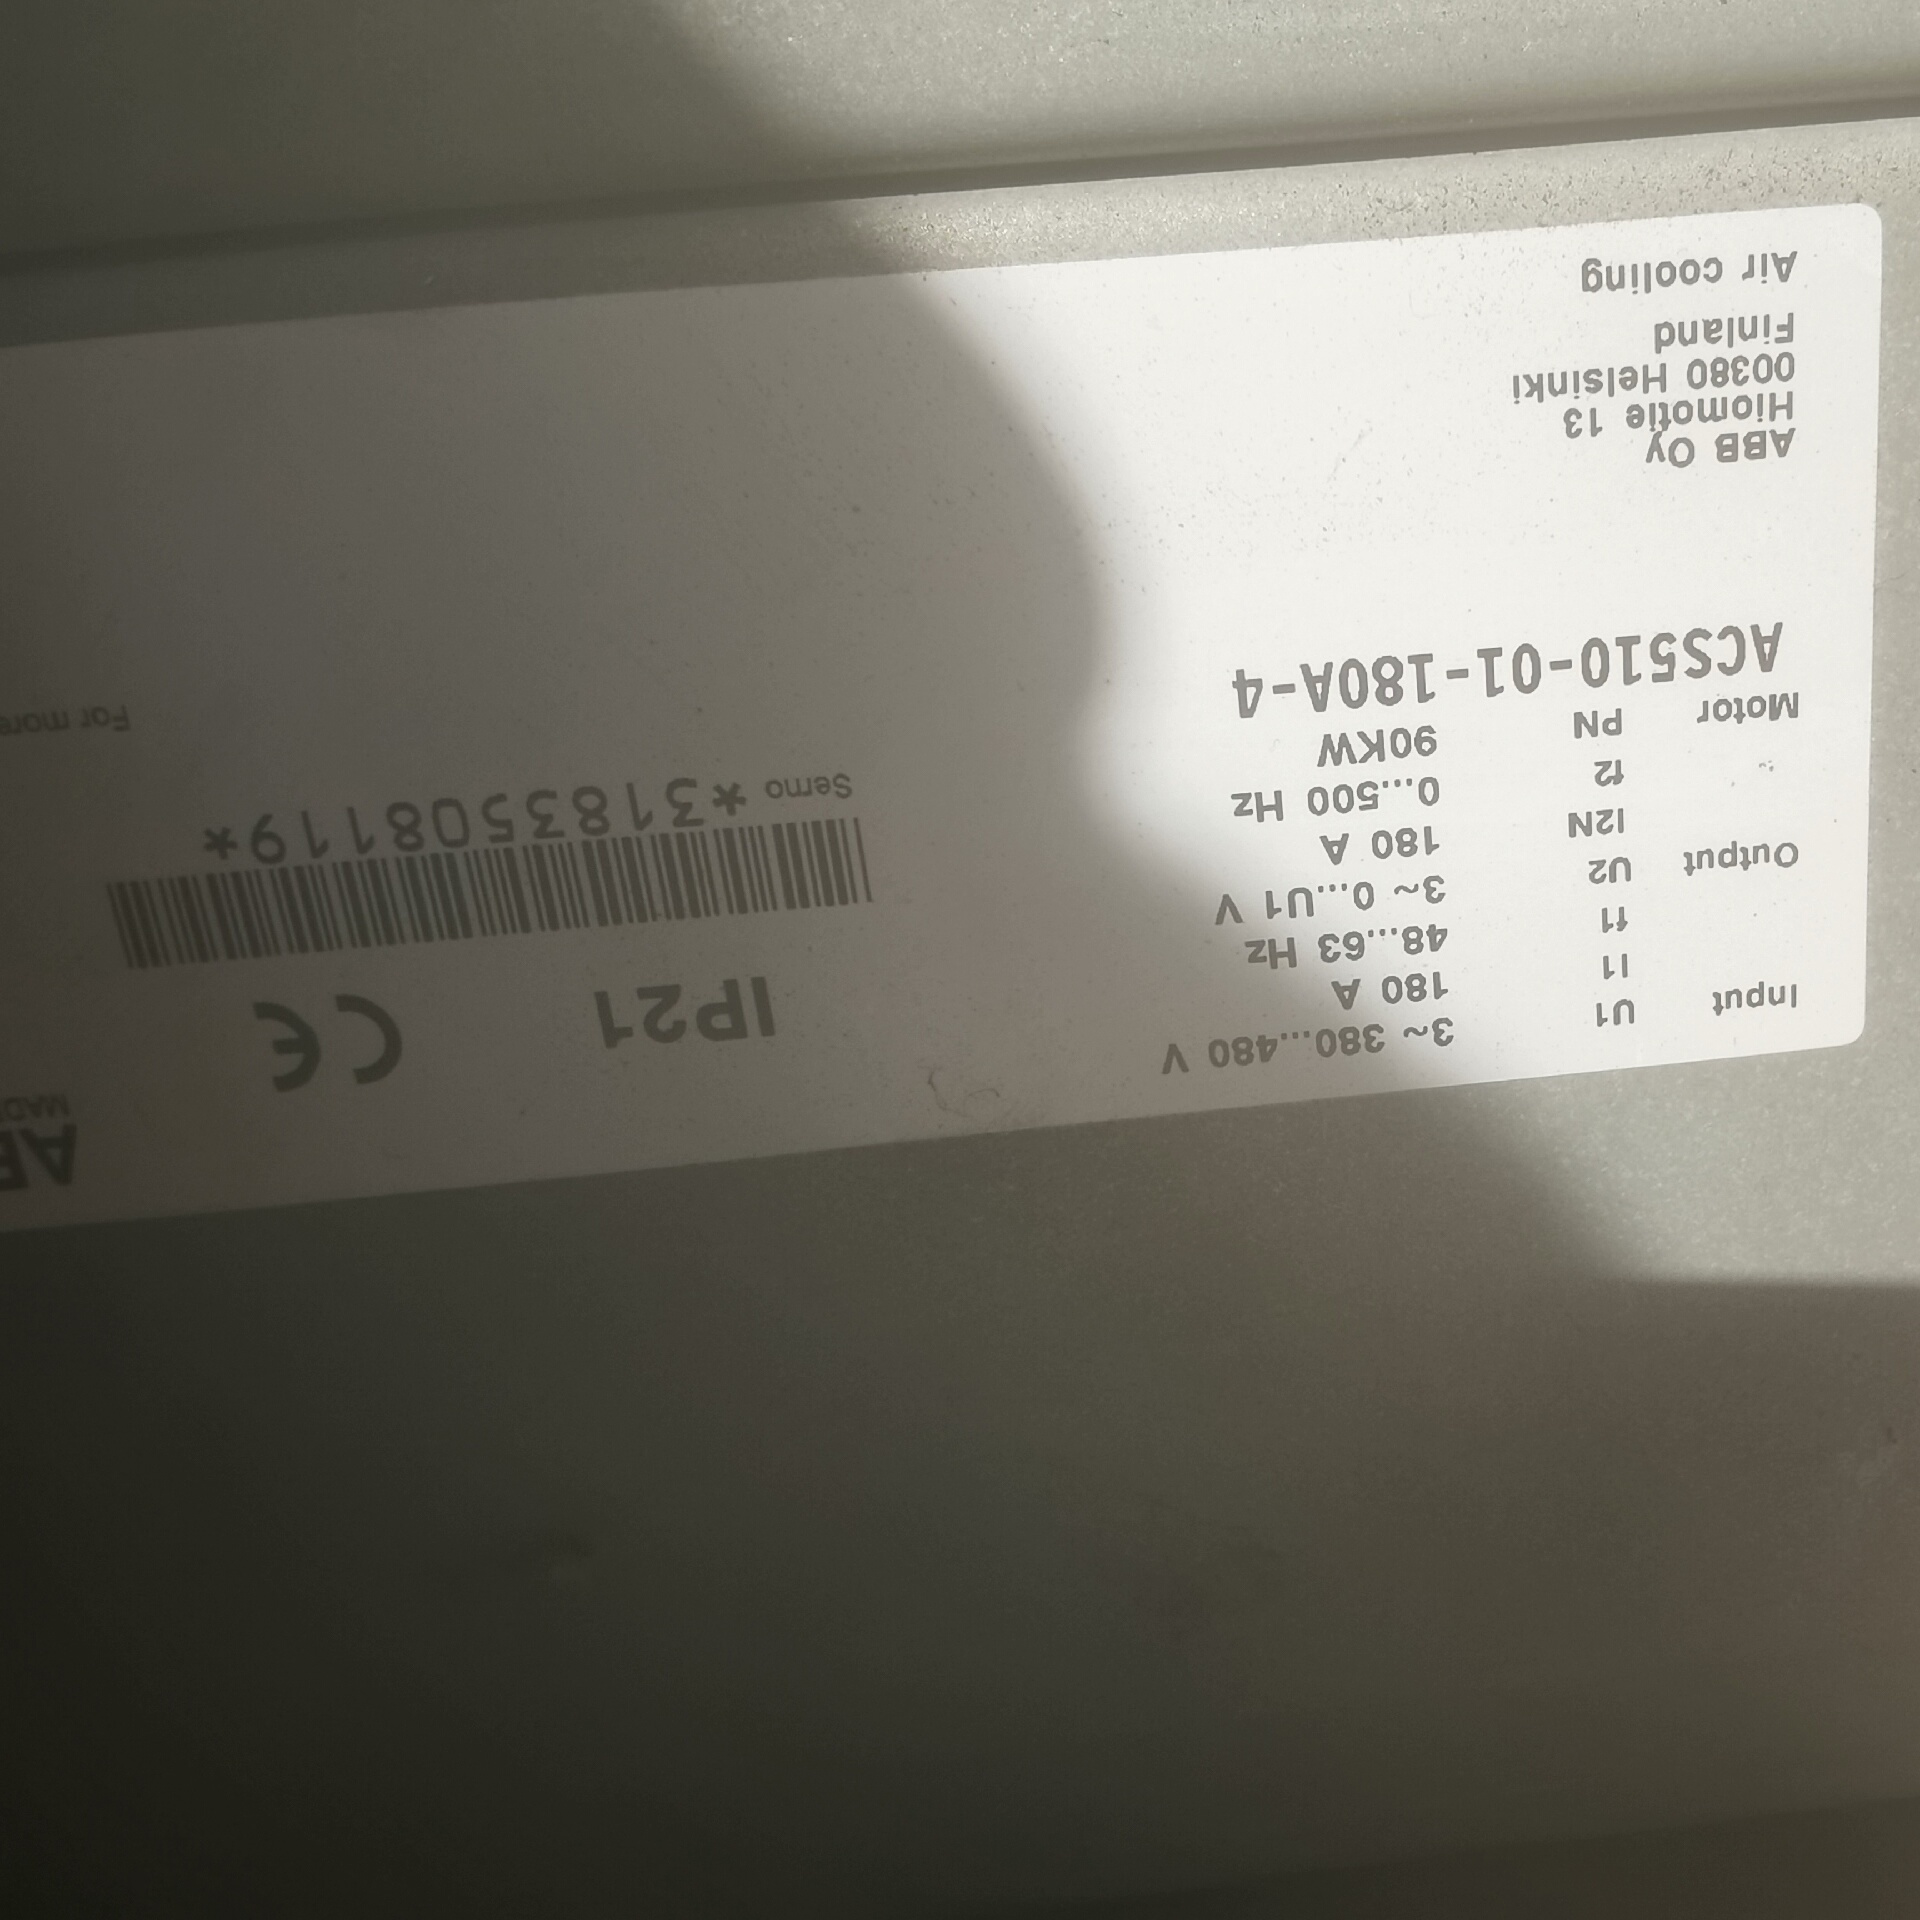 Input U1 3~ 380...480 V
I1 180 A
f1 48...63 Hz
Output U2 3~ 0...U1 V
I2N 180 A
f2 0...500 Hz
Motor PN 90KW
ACS510-01-180A-4
ABB Oy
Hiomotie 13
00380 Helsinki
Finland
Air cooling
IP21 CE
Serno *3183508119*
For more